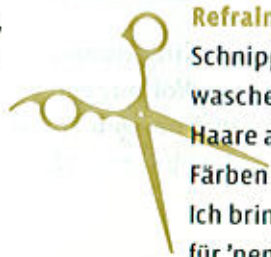 Refrain
Schnipp
wasche
Haare a
Färben
Ich brin
für 'nen